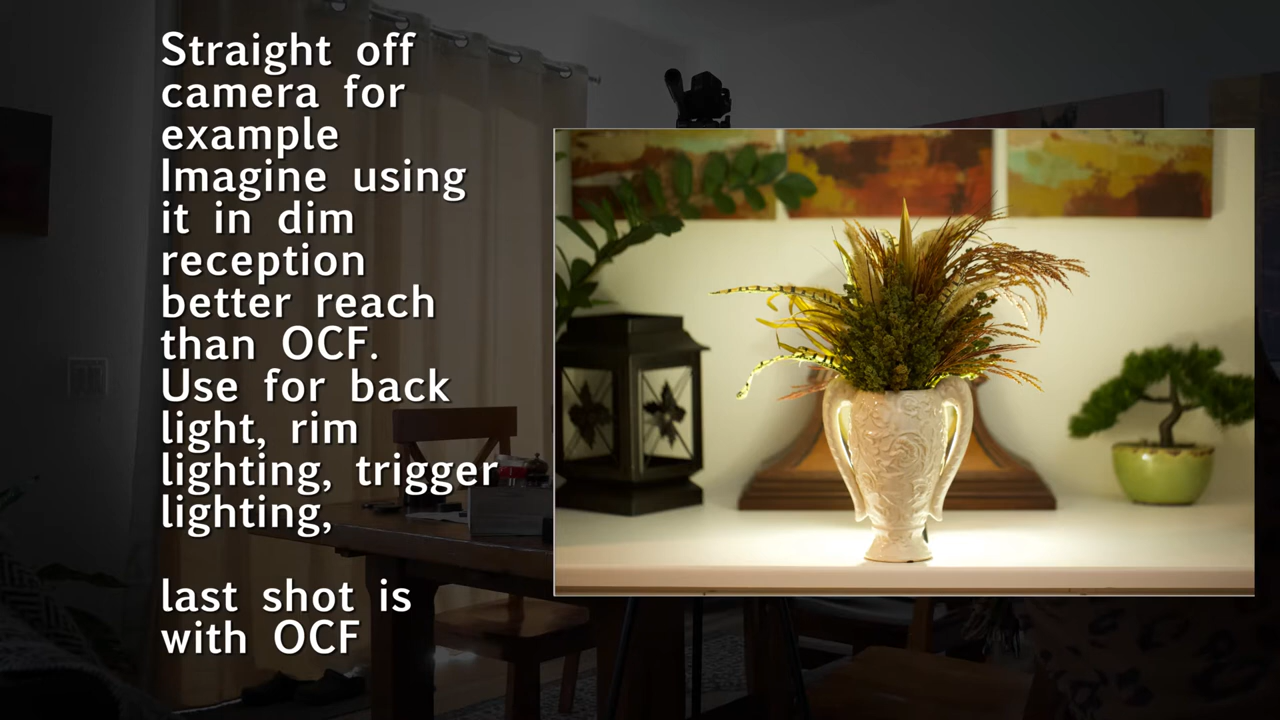 Straight off
camera for
example
Imagine using
it in dim
reception
better reach
than OCF.
Use for back
light, rim
lighting, trigger
lighting,
last shot is
with OCF